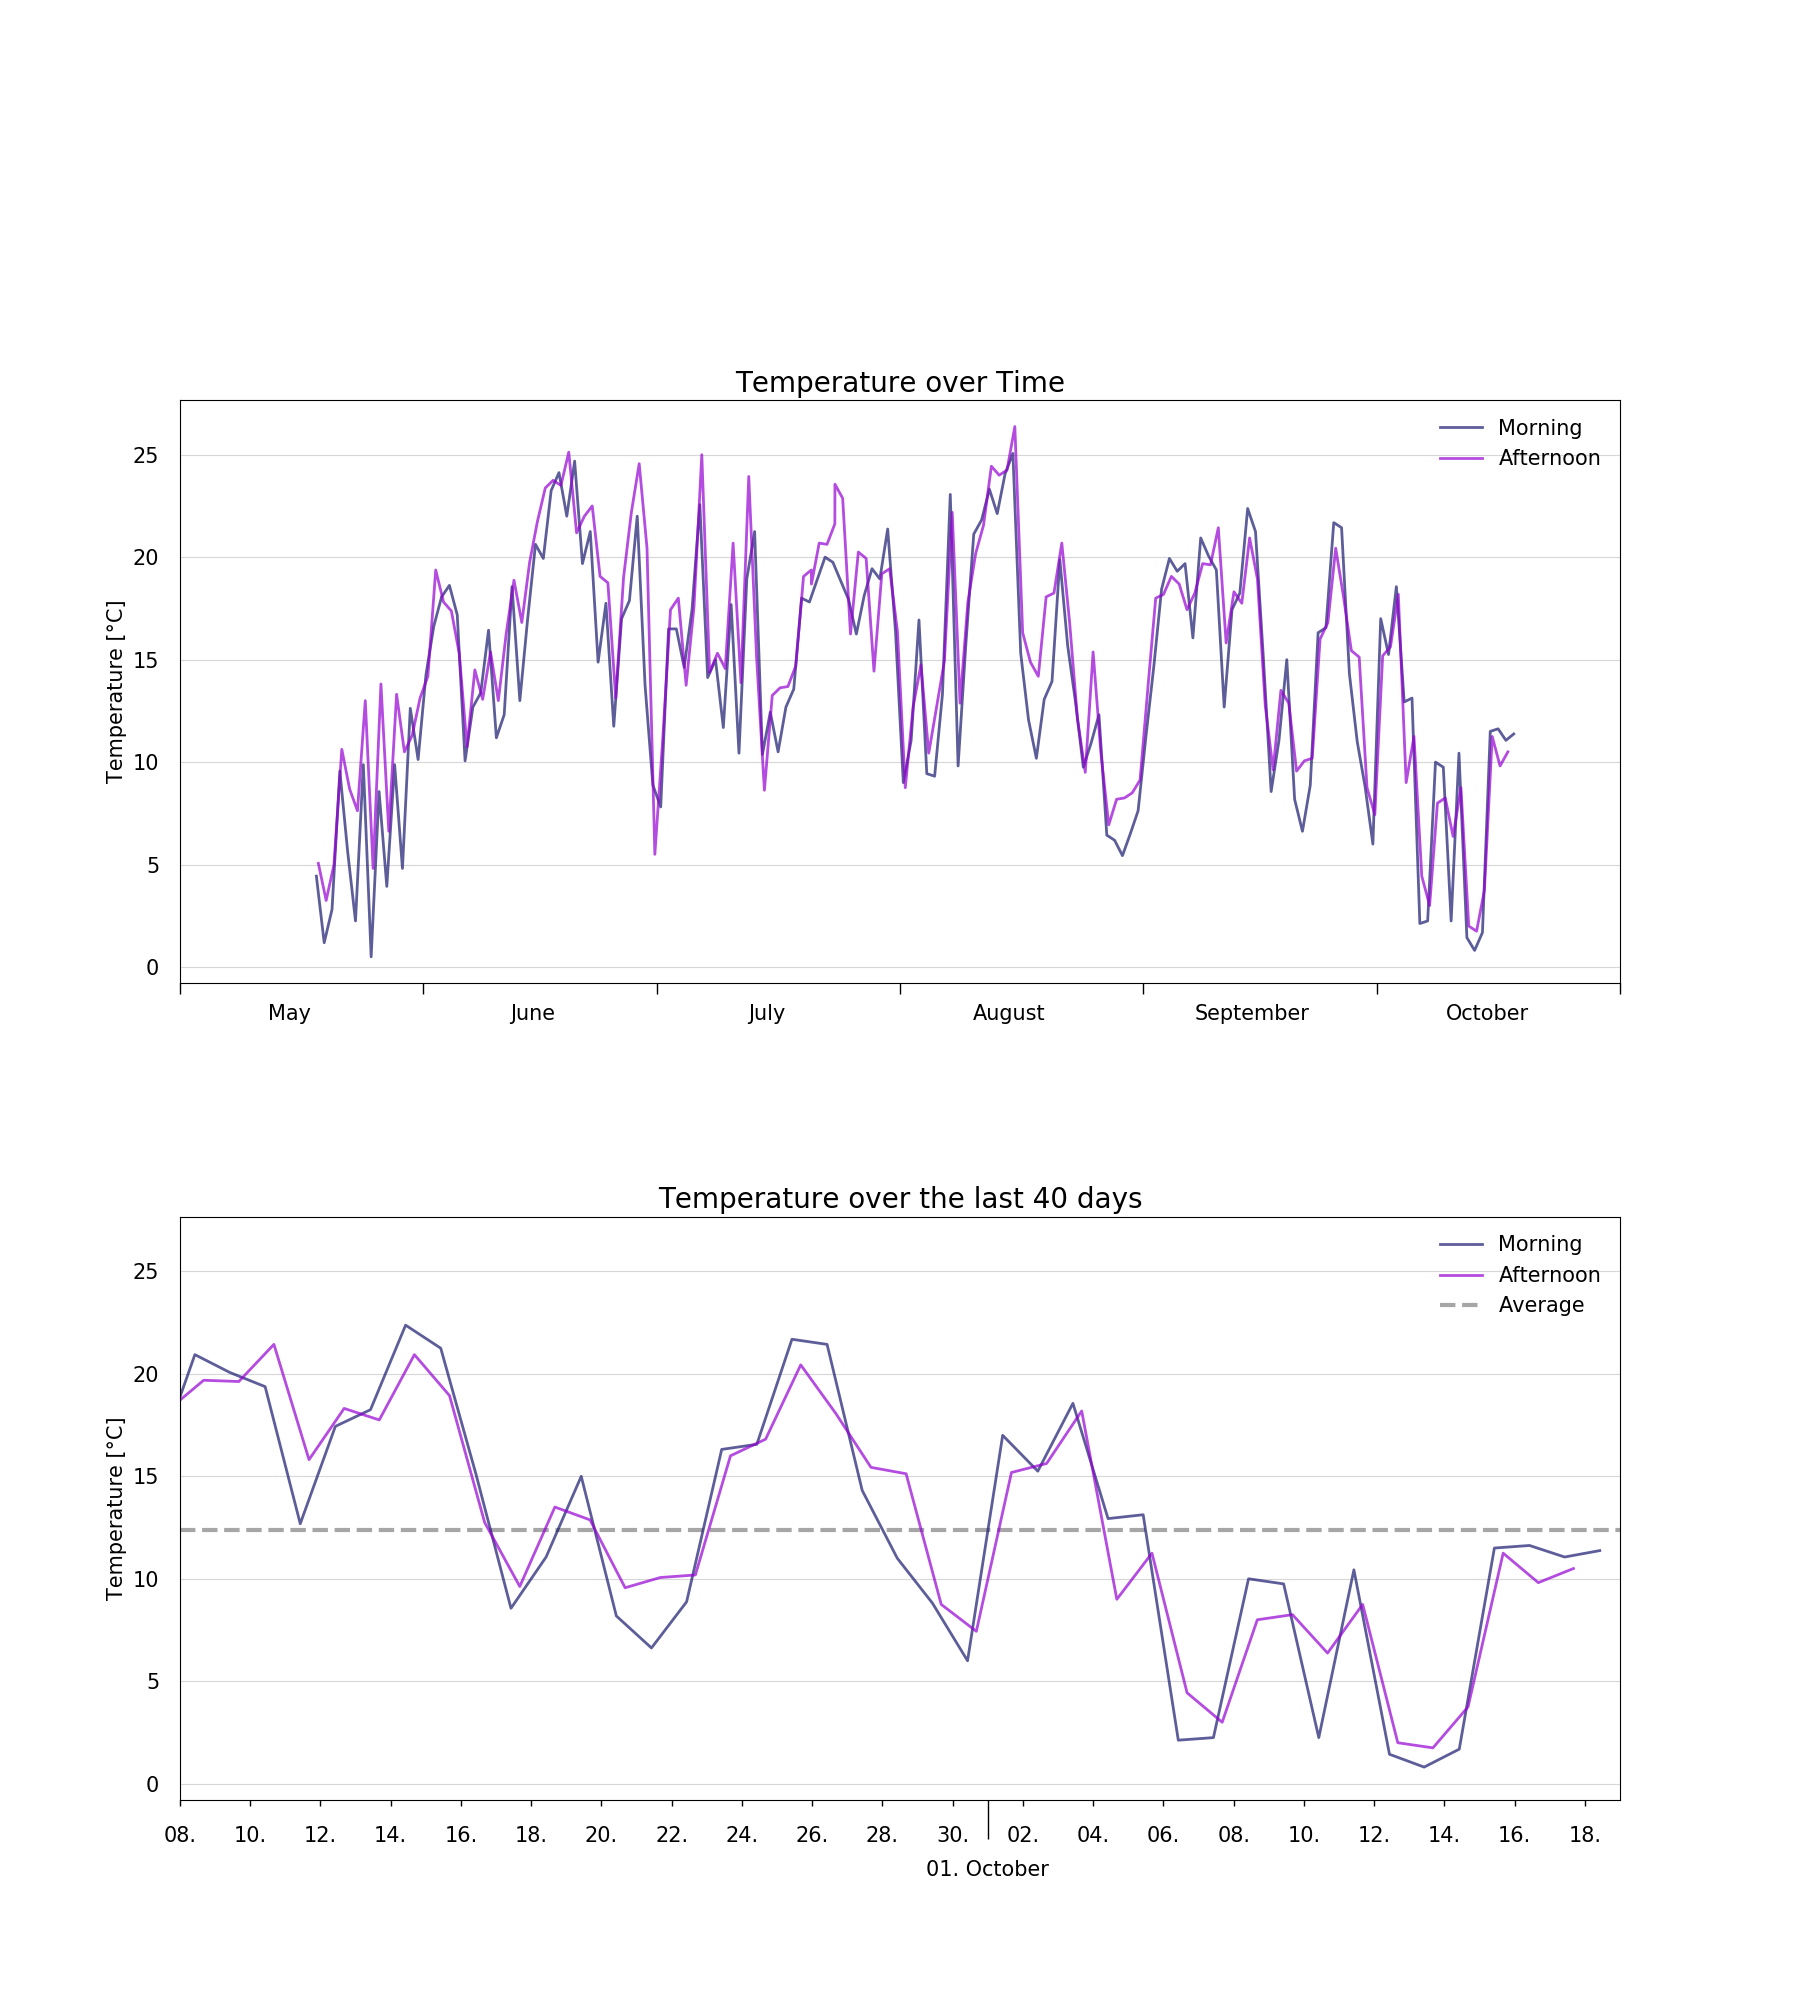 Temperature over Time
Morning
Afternoon
25
20
15
10
5
0
Temperature [°C]
May June July August September October
Temperature over the last 40 days
Morning
Afternoon
Average
25
20
15
10
5
0
Temperature [°C]
08. 10. 12. 14. 16. 18. 20. 22. 24. 26. 28. 30. 02. 04. 06. 08. 10. 12. 14. 16. 18.
01. October